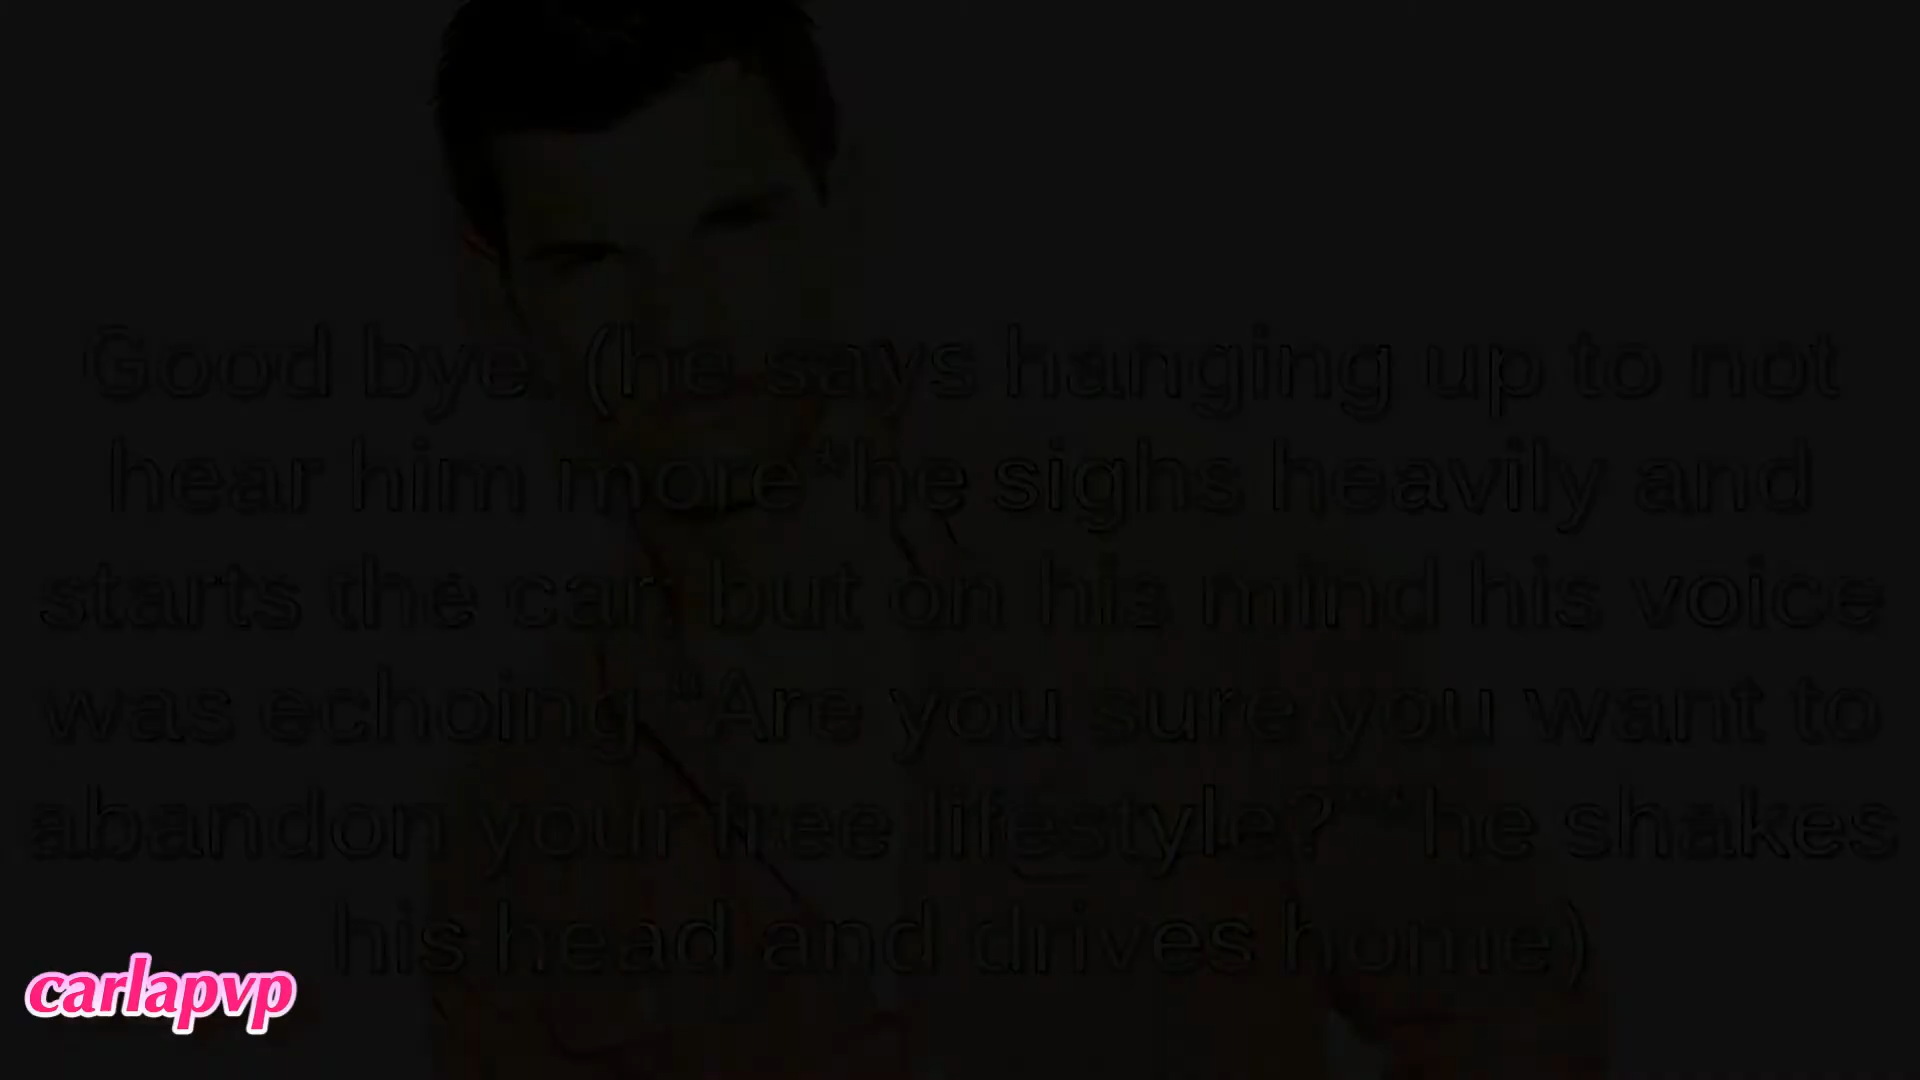 Good bye. (he says hanging up to not
hear him more*he sighs heavily and
starts the car, but on his mind his voice
was echoing "Are you sure you want to
abandon your free lifestyle?"*he shakes
his head and drives home)
carlapvp